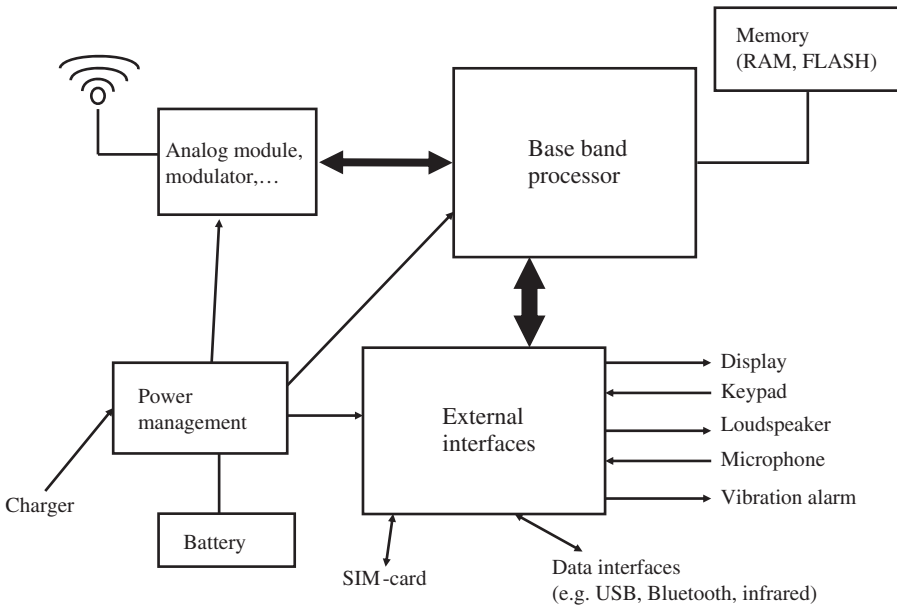 Memory
(RAM, FLASH)
Analog module,
modulator,…
Base band
processor
Display
Keypad
Loudspeaker
Microphone
Vibration alarm
Power
management
External
interfaces
Charger
Battery
SIM-card
Data interfaces
(e.g. USB, Bluetooth, infrared)